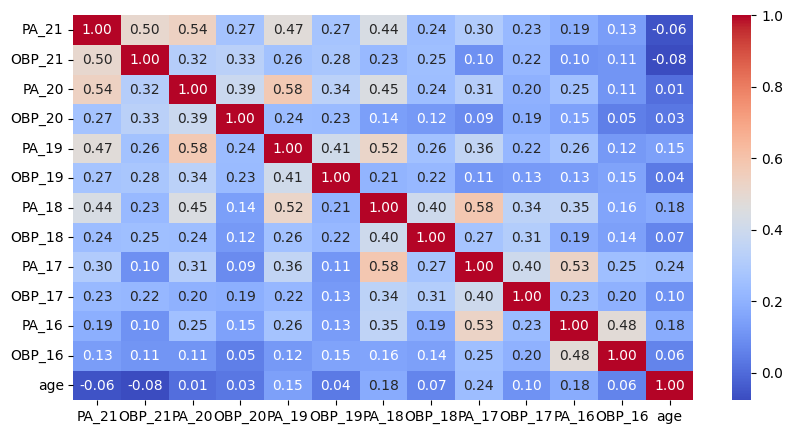 PA_21 1.00 0.50 0.54 0.27 0.47 0.27 0.44 0.24 0.30 0.23 0.19 0.13 -0.06
OBP_21 0.50 1.00 0.32 0.33 0.26 0.28 0.23 0.25 0.10 0.22 0.10 0.11 -0.08
PA_20 0.54 0.32 1.00 0.39 0.58 0.34 0.45 0.24 0.31 0.20 0.25 0.11 0.01
OBP_20 0.27 0.33 0.39 1.00 0.24 0.23 0.14 0.12 0.09 0.19 0.15 0.05 0.03
PA_19 0.47 0.26 0.58 0.24 1.00 0.41 0.52 0.26 0.36 0.22 0.26 0.12 0.15
OBP_19 0.27 0.28 0.34 0.23 0.41 1.00 0.21 0.22 0.11 0.13 0.13 0.15 0.04
PA_18 0.44 0.23 0.45 0.14 0.52 0.21 1.00 0.40 0.58 0.34 0.35 0.16 0.18
OBP_18 0.24 0.25 0.24 0.12 0.26 0.22 0.40 1.00 0.27 0.31 0.19 0.14 0.07
PA_17 0.30 0.10 0.31 0.09 0.36 0.11 0.58 0.27 1.00 0.40 0.53 0.25 0.24
OBP_17 0.23 0.22 0.20 0.19 0.22 0.13 0.34 0.31 0.40 1.00 0.23 0.20 0.10
PA_16 0.19 0.10 0.25 0.15 0.26 0.13 0.35 0.19 0.53 0.23 1.00 0.48 0.18
OBP_16 0.13 0.11 0.11 0.05 0.12 0.15 0.16 0.14 0.25 0.20 0.48 1.00 0.06
age -0.06 -0.08 0.01 0.03 0.15 0.04 0.18 0.07 0.24 0.10 0.18 0.06 1.00
PA_21 OBP_21 PA_20 OBP_20 PA_19 OBP_19 PA_18 OBP_18 PA_17 OBP_17 PA_16 OBP_16 age
1.0
0.8
0.6
0.4
0.2
0.0